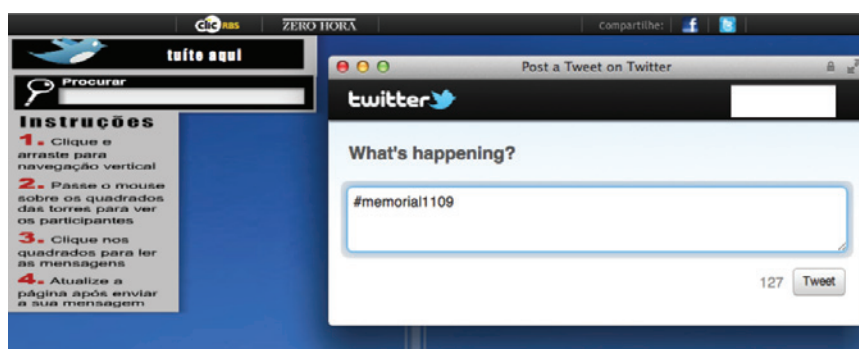 clic RBS ZERO HORA compartilhe:
tuíte aqui
Procurar
Instruções
1. Clique e
arraste para
navegação vertical
2. Passe o mouse
sobre os quadrados
das torres para ver
os participantes
3. Clique nos
quadrados para ler
as mensagens
4. Atualize a
página após enviar
a sua mensagem
Post a Tweet on Twitter
twitter
What's happening?
#memorial1109
127 Tweet